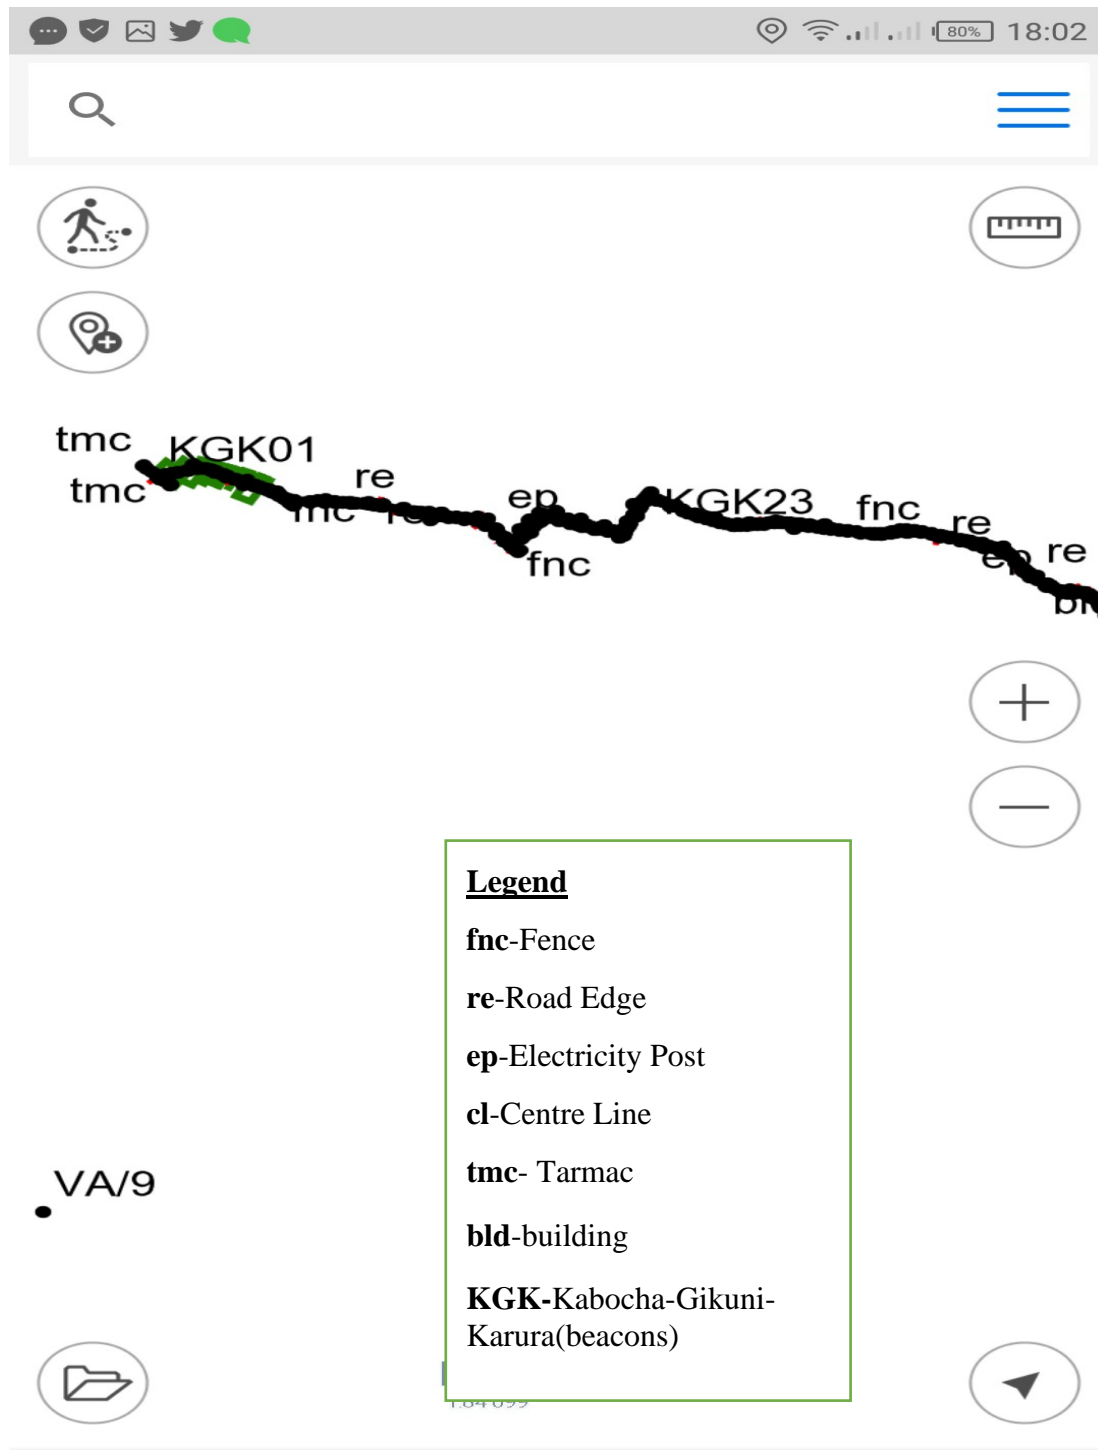 80% 18:02
tmc KGK01
tmc
re
ep
KGK23
fnc
re
re
fnc
ep
VA/9
Legend
fnc-Fence
re-Road Edge
ep-Electricity Post
cl-Centre Line
tmc- Tarmac
bld-building
KGK-Kabocha-Gikuni-
Karura(beacons)